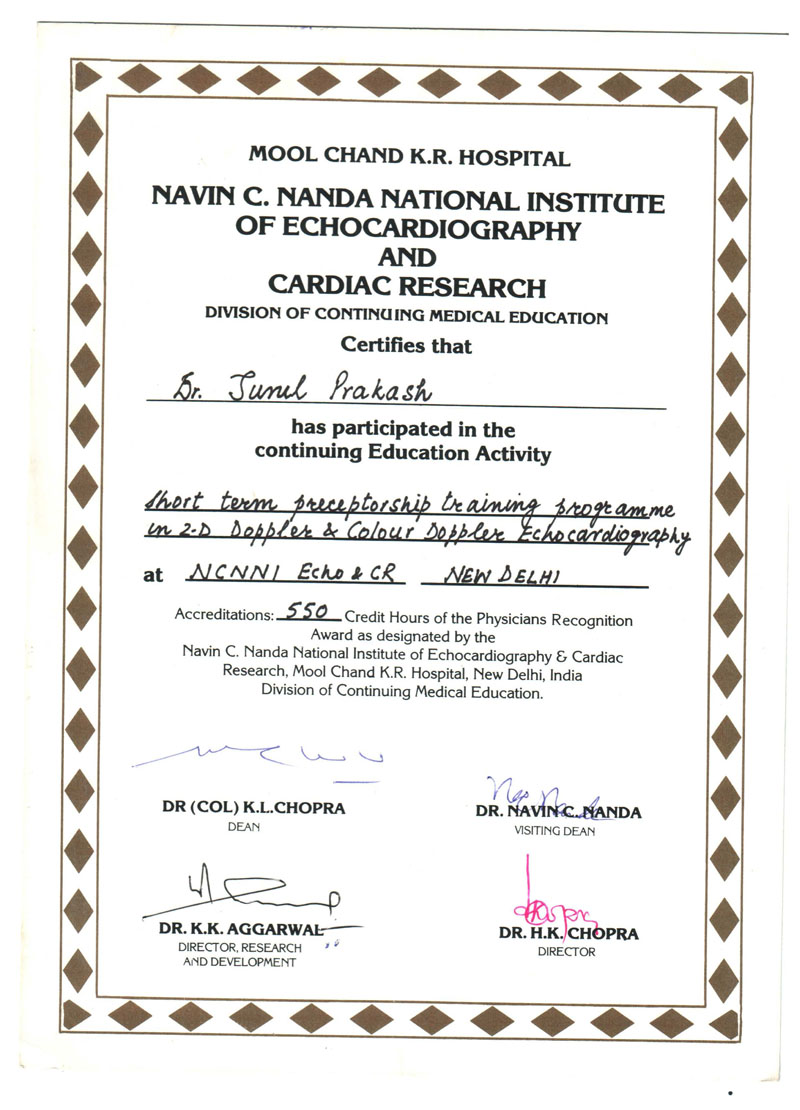 MOOL CHAND K.R. HOSPITAL
NAVIN C. NANDA NATIONAL INSTITUTE
OF ECHOCARDIOGRAPHY
AND
CARDIAC RESEARCH
DIVISION OF CONTINUING MEDICAL EDUCATION
Certifies that
Dr. Sunil Prakash
has participated in the
continuing Education Activity
Short term preceptorship training programme
in 2-D Doppler & Colour Doppler Echocardiography
at NCNNI Echo & CR NEW DELHI
Accreditations: 550 Credit Hours of the Physicians Recognition
Award as designated by the
Navin C. Nanda National Institute of Echocardiography & Cardiac
Research, Mool Chand K.R. Hospital, New Delhi, India
Division of Continuing Medical Education.
DR (COL) K.L.CHOPRA
DEAN
DR. NAVIN C. NANDA
VISITING DEAN
DR. K.K. AGGARWAL
DIRECTOR, RESEARCH
AND DEVELOPMENT
DR. H.K. CHOPRA
DIRECTOR